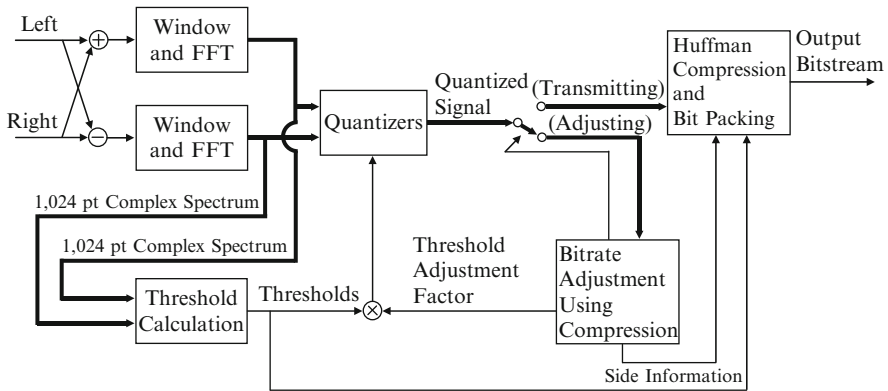 Left
Right
+
−
Window
and FFT
Window
and FFT
1,024 pt Complex Spectrum
1,024 pt Complex Spectrum
Threshold
Calculation
Thresholds
×
Quantizers
Quantized
Signal
(Transmitting)
(Adjusting)
Threshold
Adjustment
Factor
Bitrate
Adjustment
Using
Compression
Side Information
Huffman
Compression
and
Bit Packing
Output
Bitstream